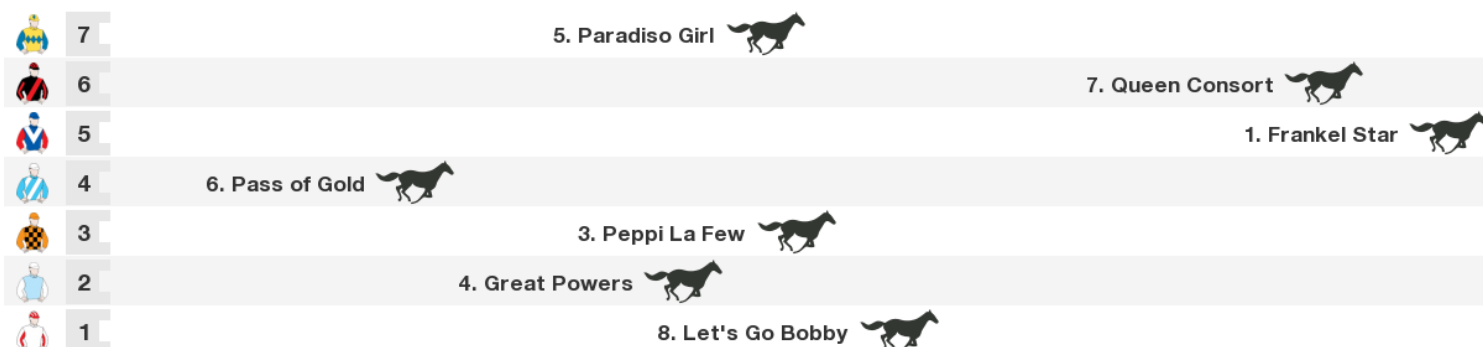 7 5. Paradiso Girl
6 7. Queen Consort
5 1. Frankel Star
4 6. Pass of Gold
3 3. Peppi La Few
2 4. Great Powers
1 8. Let's Go Bobby